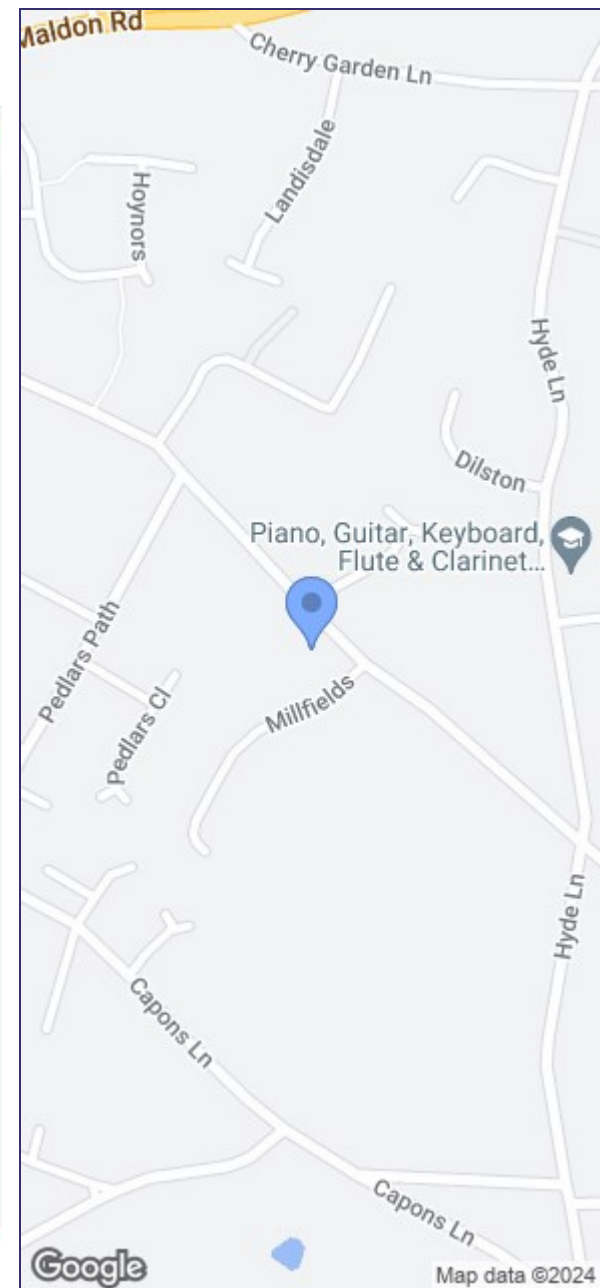 Maldon Rd
Cherry Garden Ln
Landisdale
Hoynors
Hyde Ln
Dilston
Piano, Guitar, Keyboard,
Flute & Clarinet...
Pedlars Path
Millfields
Pedlars Cl
Hyde Ln
Capons Ln
Capons Ln
Google
Map data ©2024